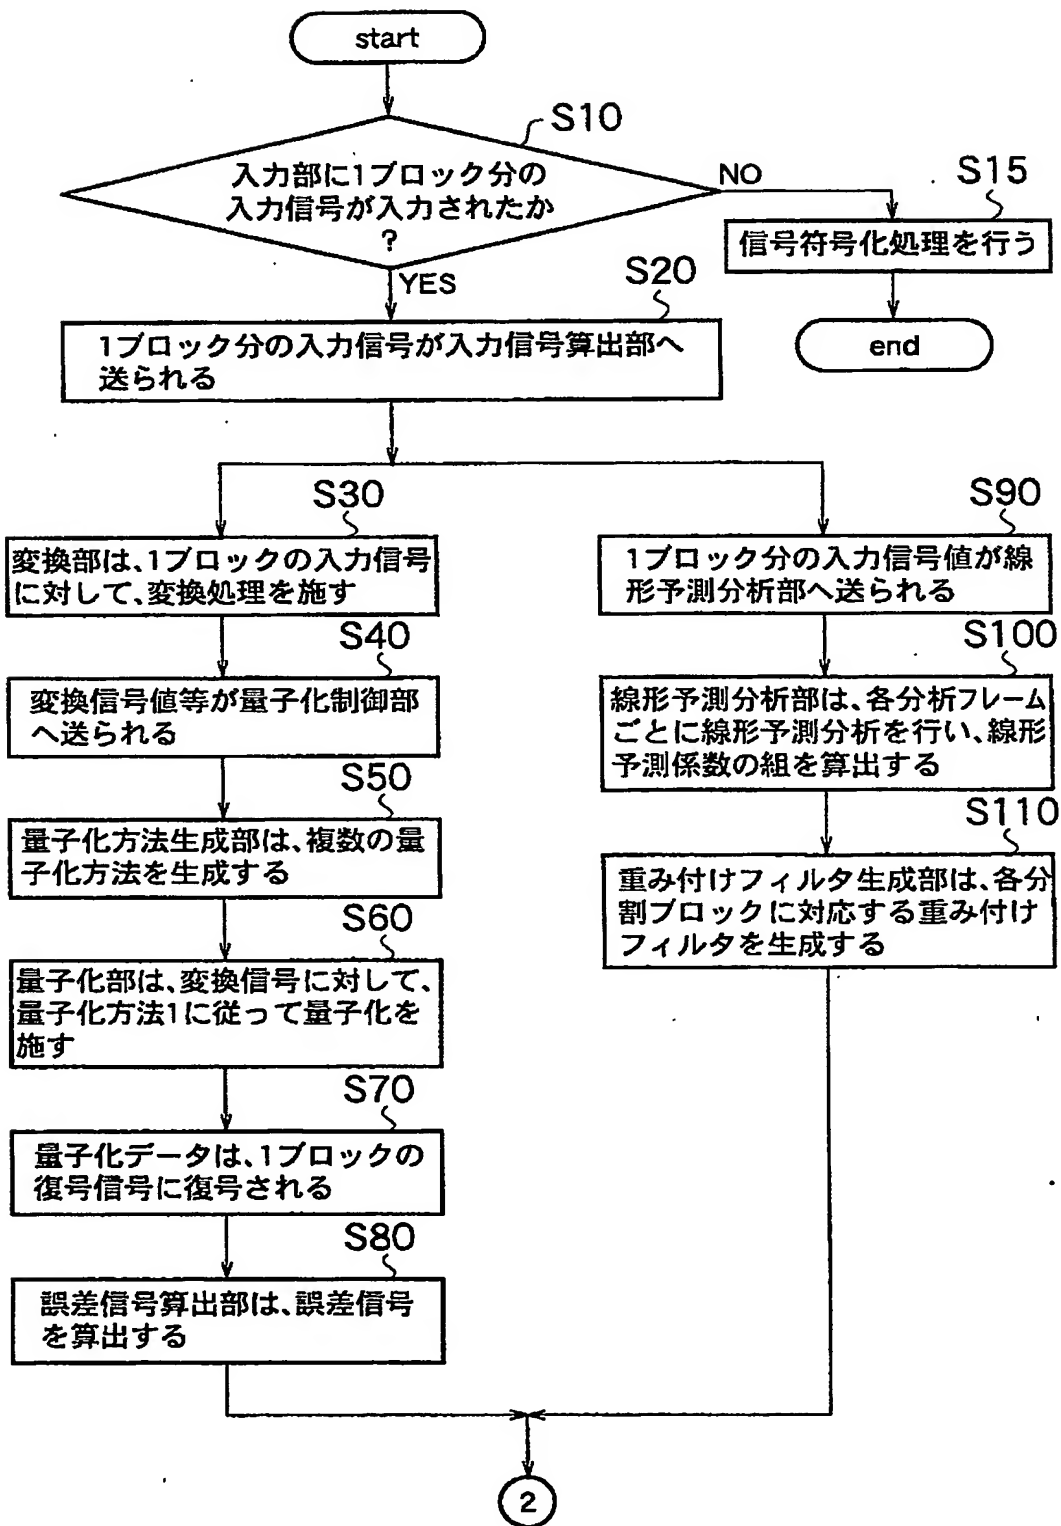 start
S10
入力部に1ブロック分の
入力信号が入力されたか
?
NO
S15
信号符号化処理を行う
end
YES
S20
1ブロック分の入力信号が入力信号算出部へ
送られる
S30
変換部は、1ブロックの入力信号
に対して、変換処理を施す
S40
変換信号値等が量子化制御部
へ送られる
S50
量子化方法生成部は、複数の量
子化方法を生成する
S60
量子化部は、変換信号に対して、
量子化方法1に従って量子化を
施す
S70
量子化データは、1ブロックの
復号信号に復号される
S80
誤差信号算出部は、誤差信号
を算出する
S90
1ブロック分の入力信号値が線
形予測分析部へ送られる
S100
線形予測分析部は、各分析フレーム
ごとに線形予測分析を行い、線形
予測係数の組を算出する
S110
重み付けフィルタ生成部は、各分
割ブロックに対応する重み付け
フィルタを生成する
2